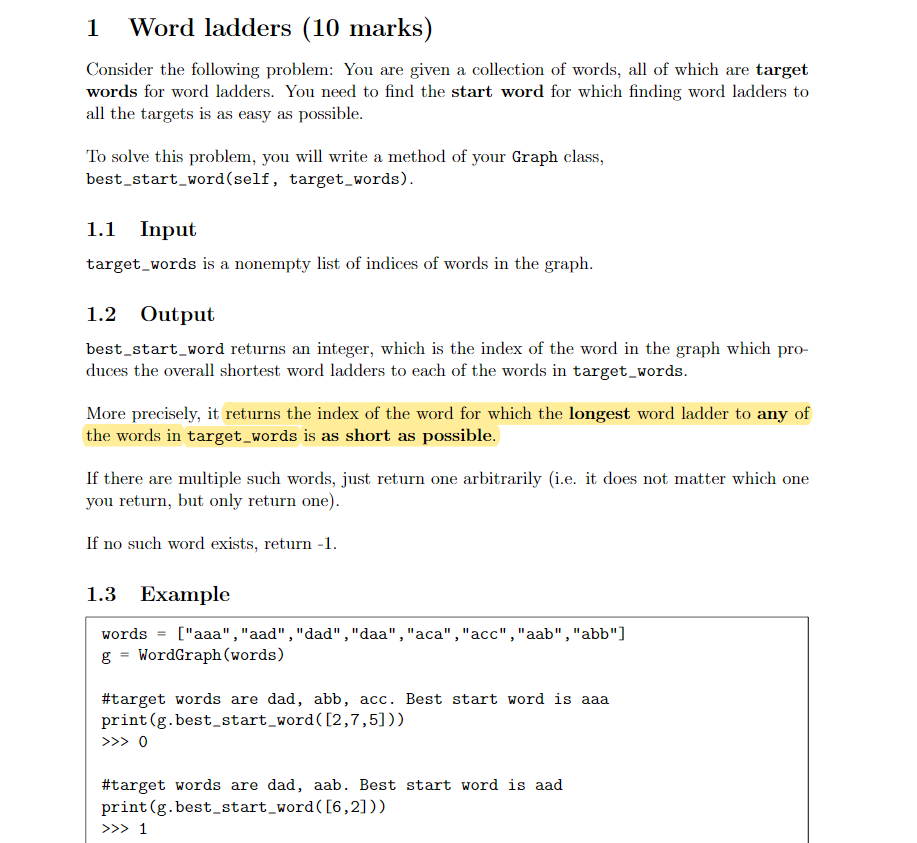 1 Word ladders (10 marks)
Consider the following problem: You are given a collection of words, all of which are target
words for word ladders. You need to find the start word for which finding word ladders to
all the targets is as easy as possible.
To solve this problem, you will write a method of your Graph class,
best_start_word(self, target_words).
1.1 Input
target_words is a nonempty list of indices of words in the graph.
1.2 Output
best_start_word returns an integer, which is the index of the word in the graph which pro-
duces the overall shortest word ladders to each of the words in target_words.
More precisely, it returns the index of the word for which the longest word ladder to any of
the words in target_words is as short as possible.
If there are multiple such words, just return one arbitrarily (i.e. it does not matter which one
you return, but only return one).
If no such word exists, return -1.
1.3 Example
words = ["aaa","aad","dad","daa","aca","acc","aab","abb"]
g = WordGraph(words)
#target words are dad, abb, acc. Best start word is aaa
print(g.best_start_word([2,7,5]))
>>> 0
#target words are dad, aab. Best start word is aad
print(g.best_start_word([6,2]))
>>> 1